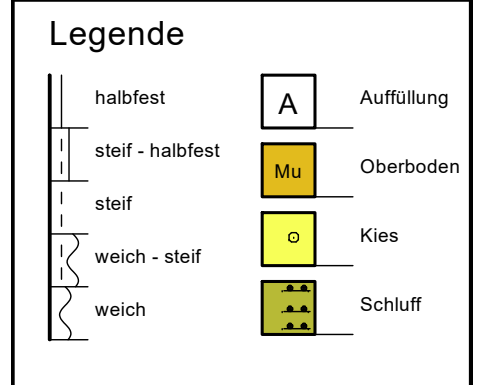 Legende
halbfest
steif - halbfest
steif
weich - steif
weich
A Auffüllung
Mu Oberboden
Kies
Schluff